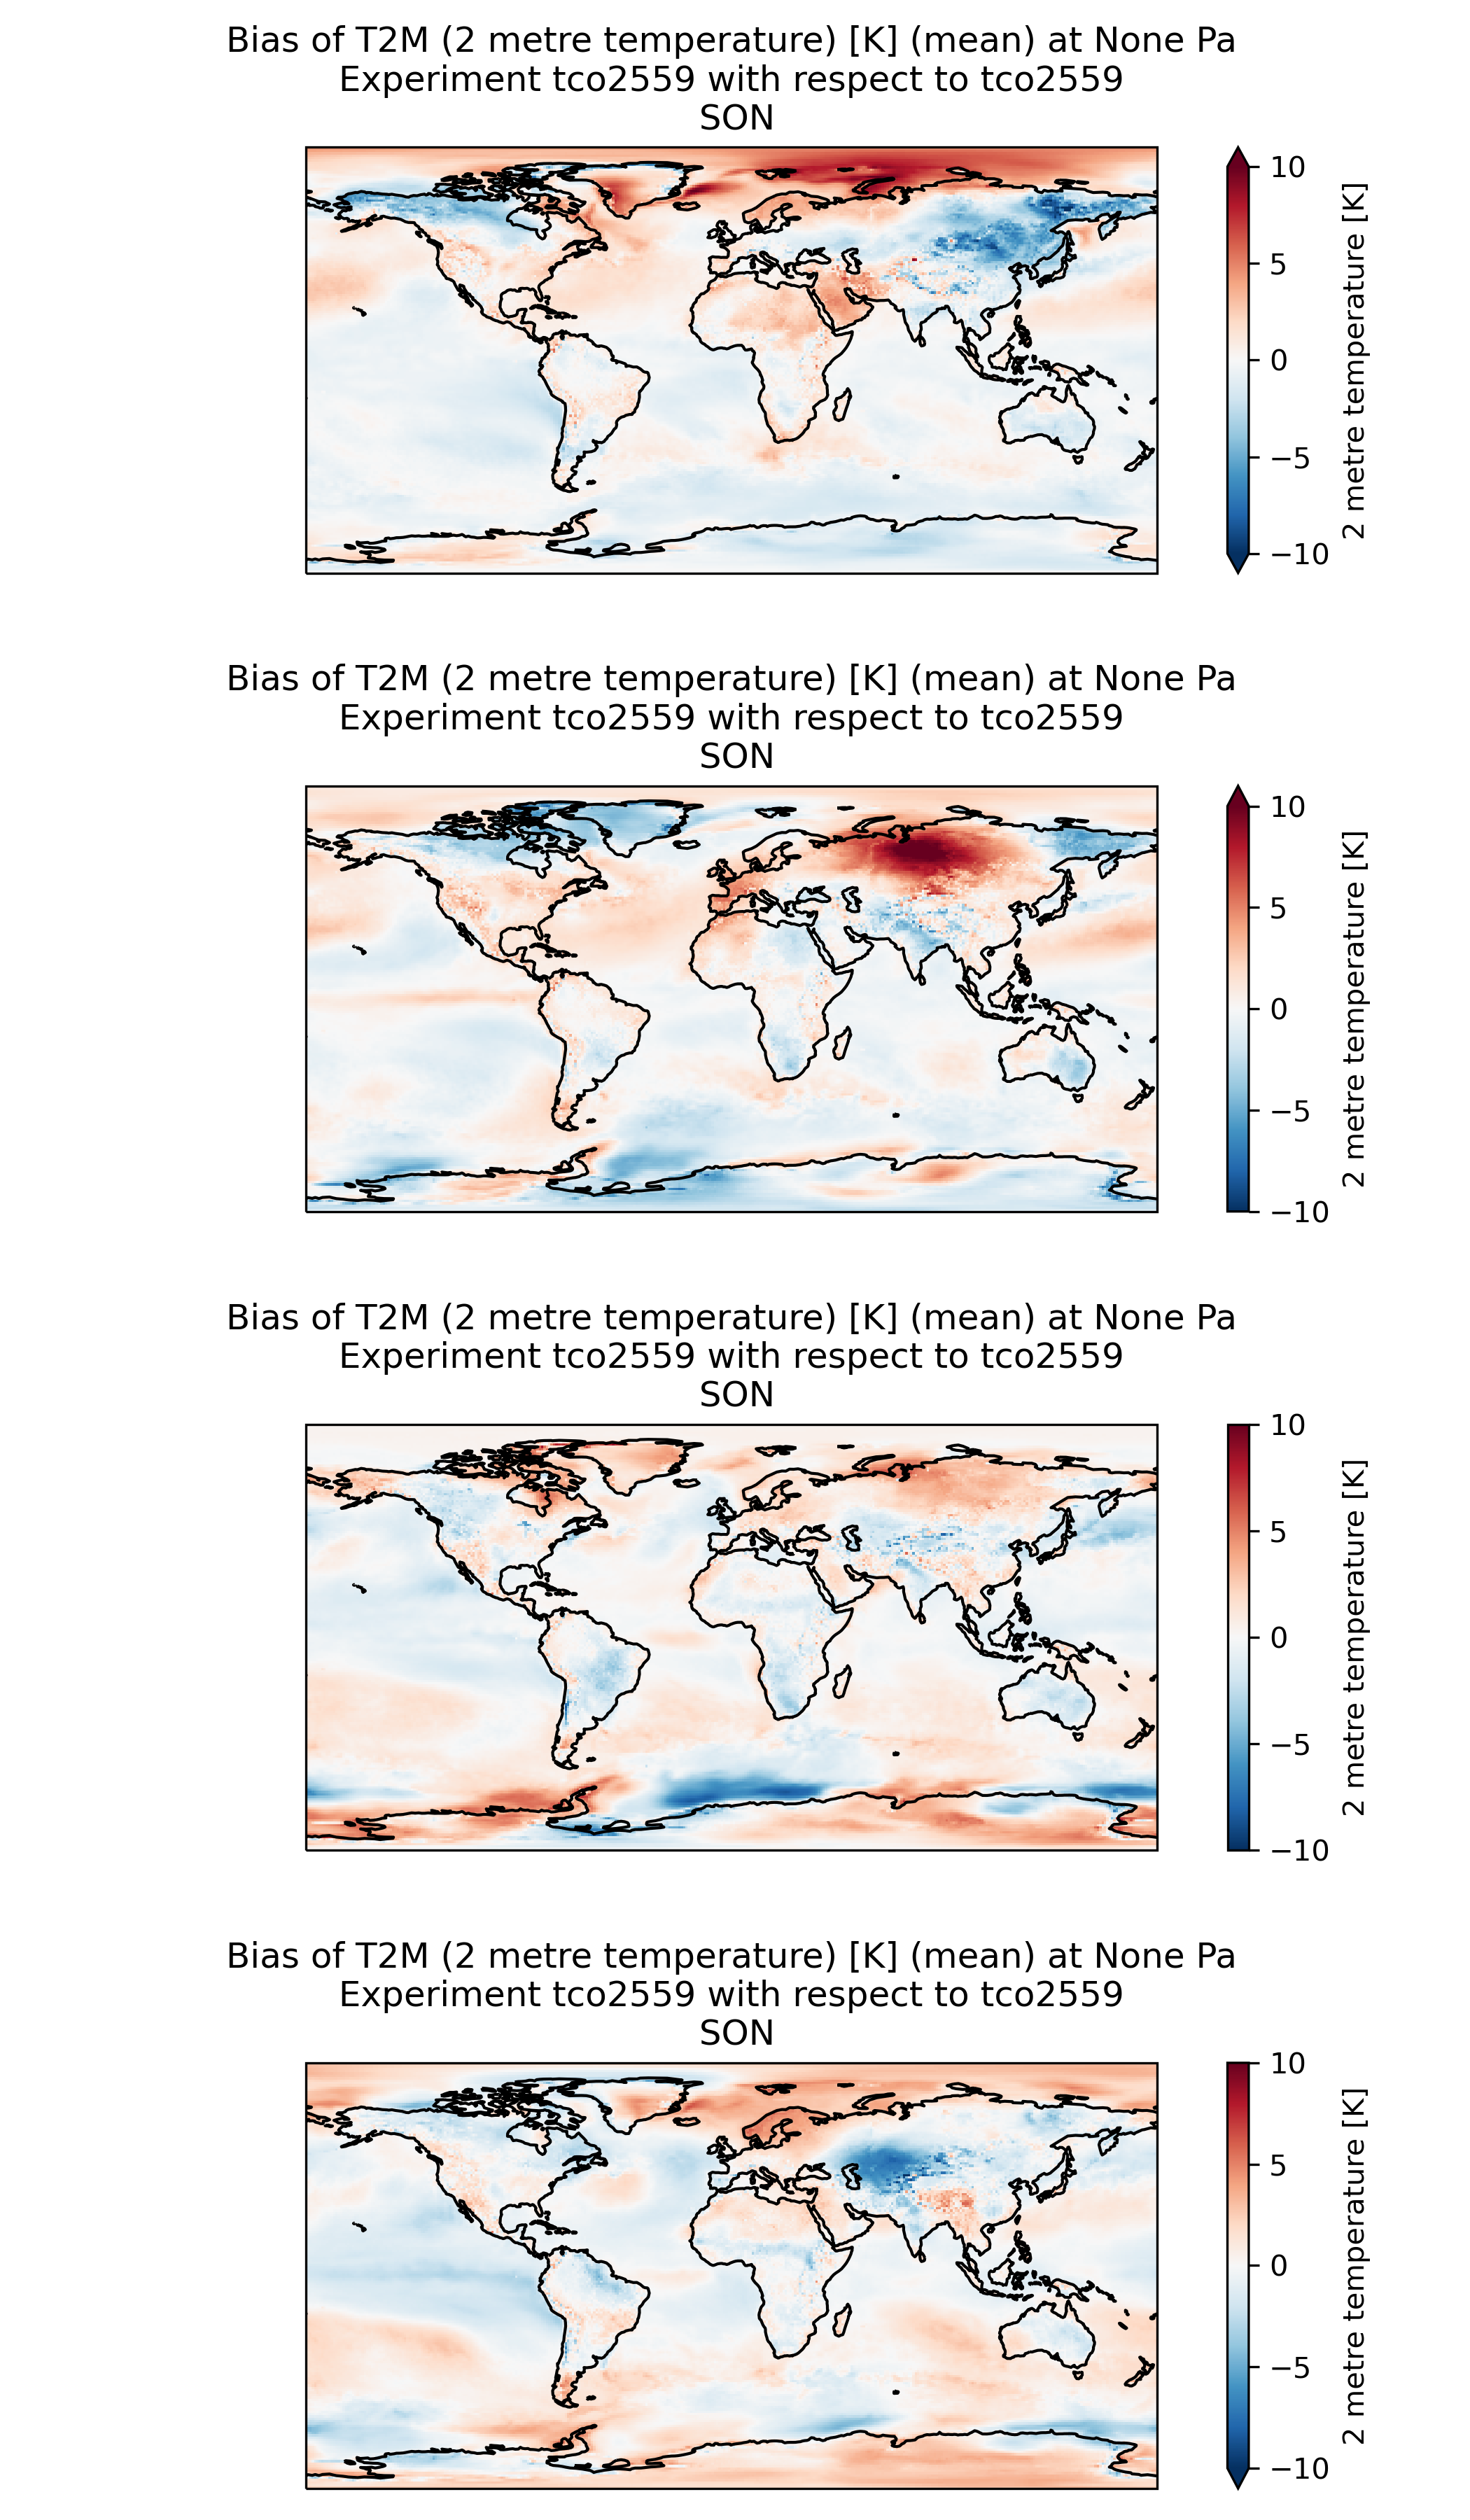 Bias of T2M (2 metre temperature) [K] (mean) at None Pa
Experiment tco2559 with respect to tco2559
SON
10
5
0
−5
−10
2 metre temperature [K]
Bias of T2M (2 metre temperature) [K] (mean) at None Pa
Experiment tco2559 with respect to tco2559
SON
10
5
0
−5
−10
2 metre temperature [K]
Bias of T2M (2 metre temperature) [K] (mean) at None Pa
Experiment tco2559 with respect to tco2559
SON
10
5
0
−5
−10
2 metre temperature [K]
Bias of T2M (2 metre temperature) [K] (mean) at None Pa
Experiment tco2559 with respect to tco2559
SON
10
5
0
−5
−10
2 metre temperature [K]